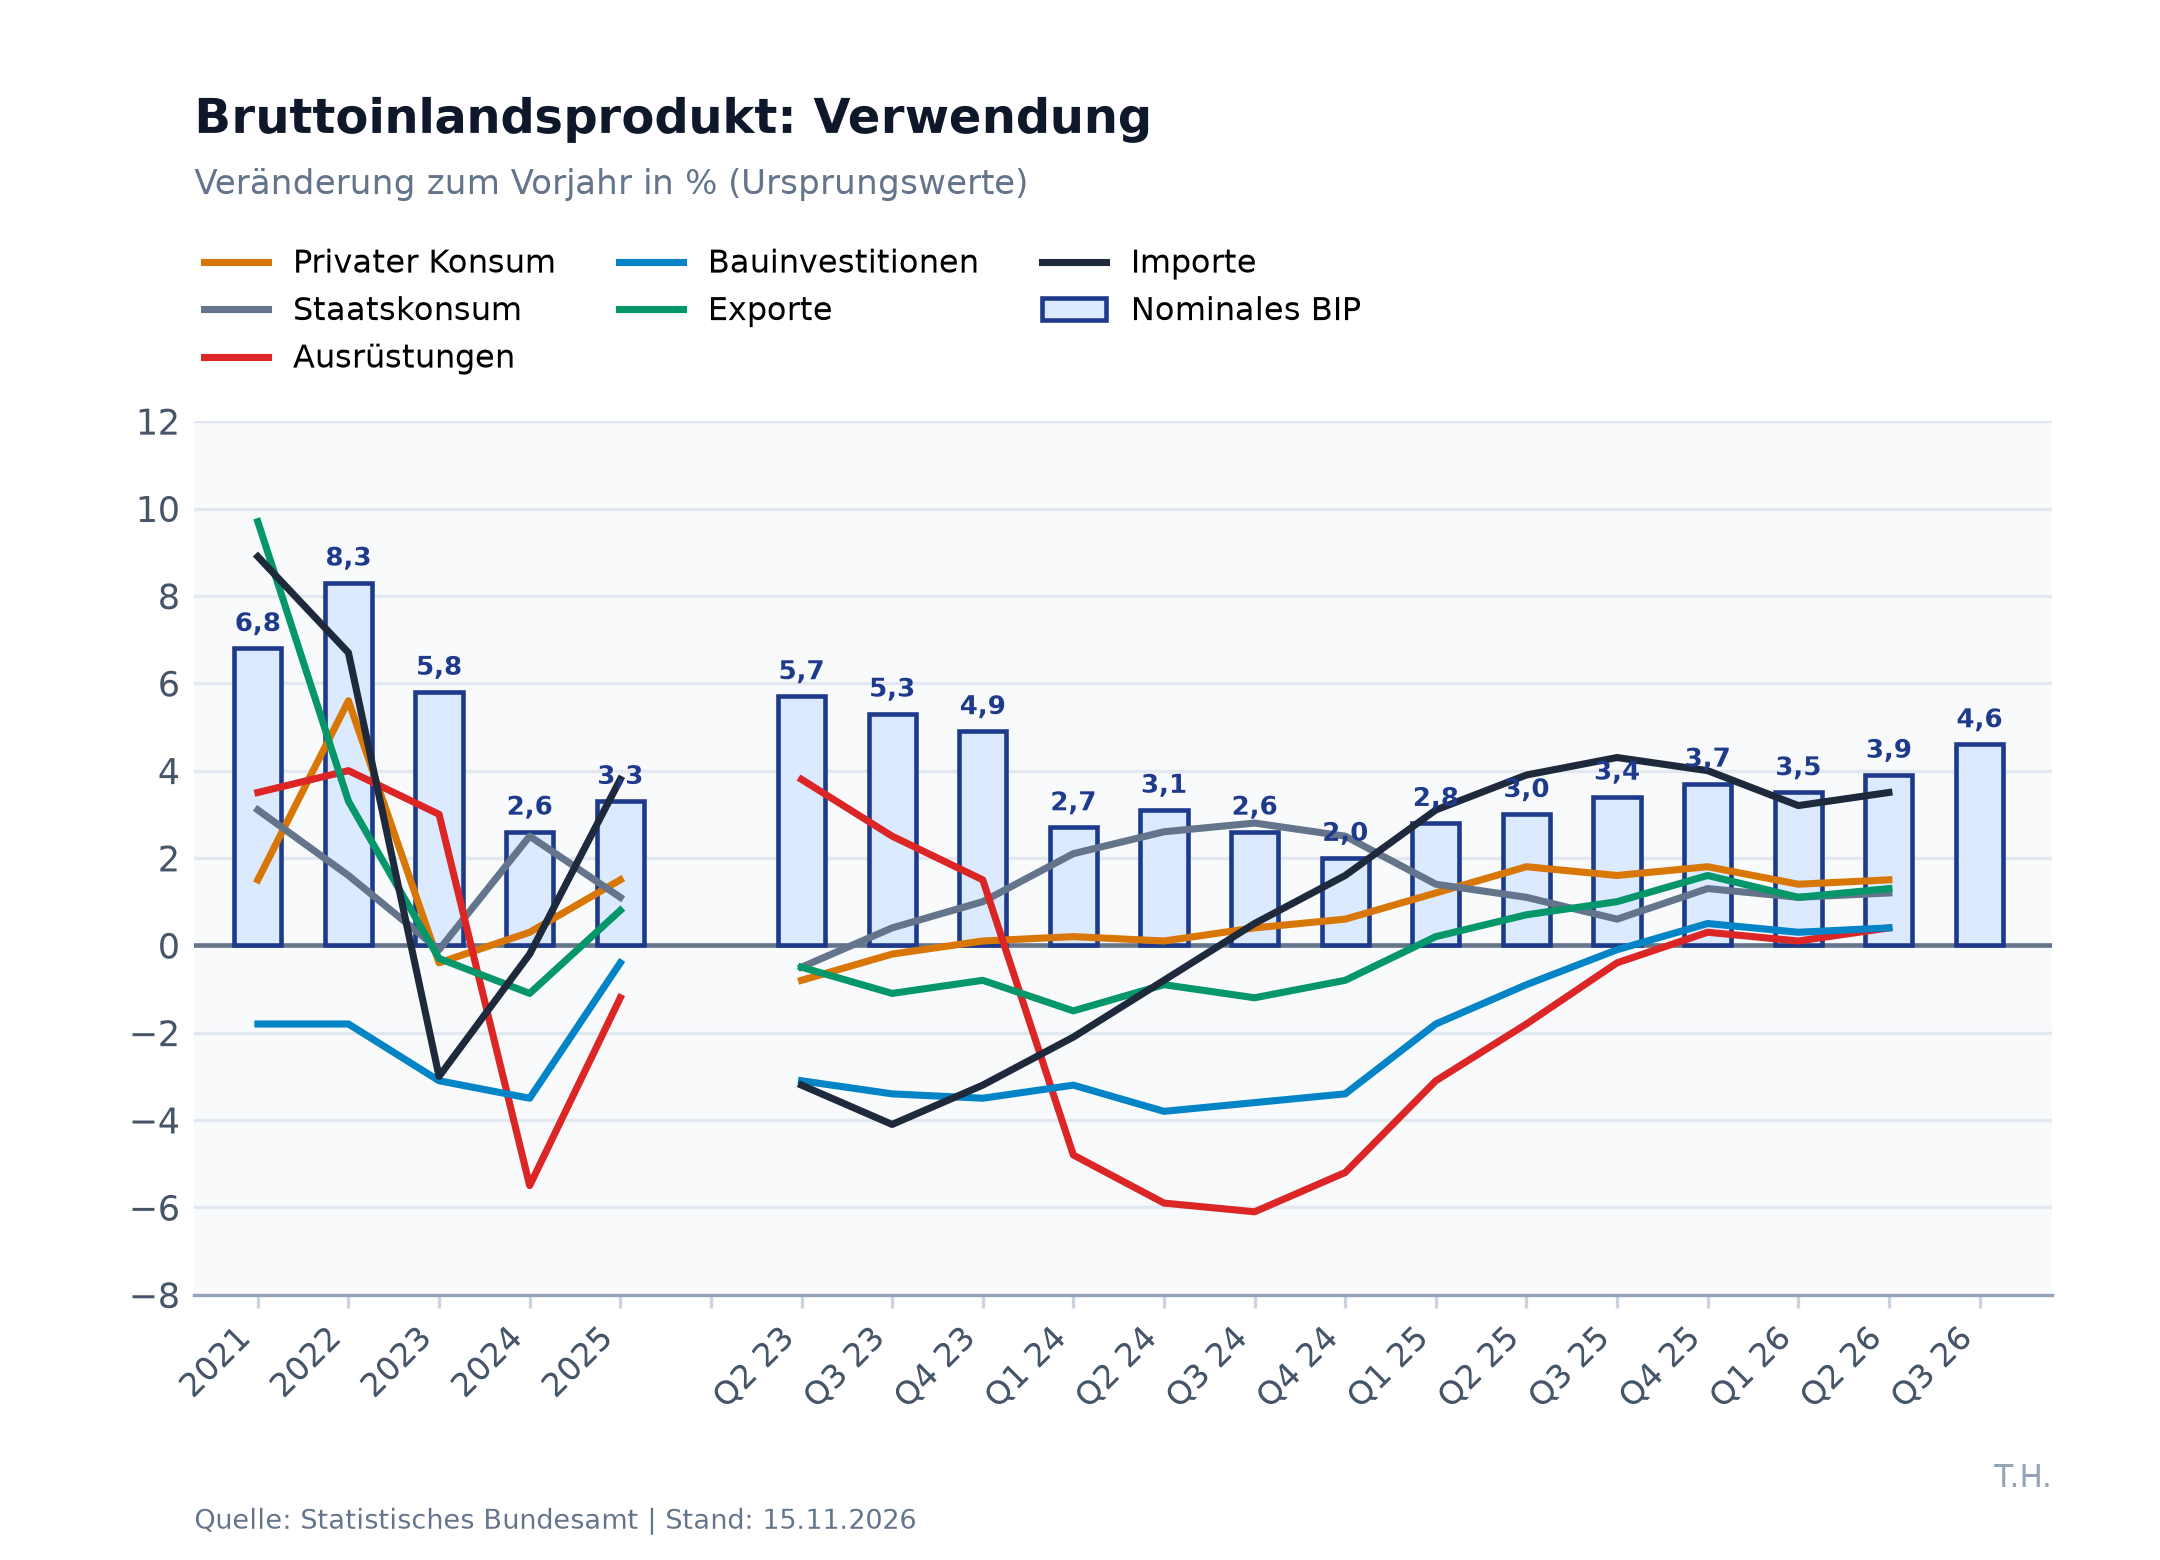 Bruttoinlandsprodukt: Verwendung
Veränderung zum Vorjahr in % (Ursprungswerte)
Privater Konsum
Staatskonsum
Ausrüstungen
Bauinvestitionen
Exporte
Importe
Nominales BIP
12
10
8
6
4
2
0
−2
−4
−6
−8
6,8
8,3
5,8
2,6
3,3
5,7
5,3
4,9
2,7
3,1
2,6
2,0
2,8
3,0
3,4
3,7
3,5
3,9
4,6
2021
2022
2023
2024
2025
Q2 23
Q3 23
Q4 23
Q1 24
Q2 24
Q3 24
Q4 24
Q1 25
Q2 25
Q3 25
Q4 25
Q1 26
Q2 26
Q3 26
T.H.
Quelle: Statistisches Bundesamt | Stand: 15.11.2026